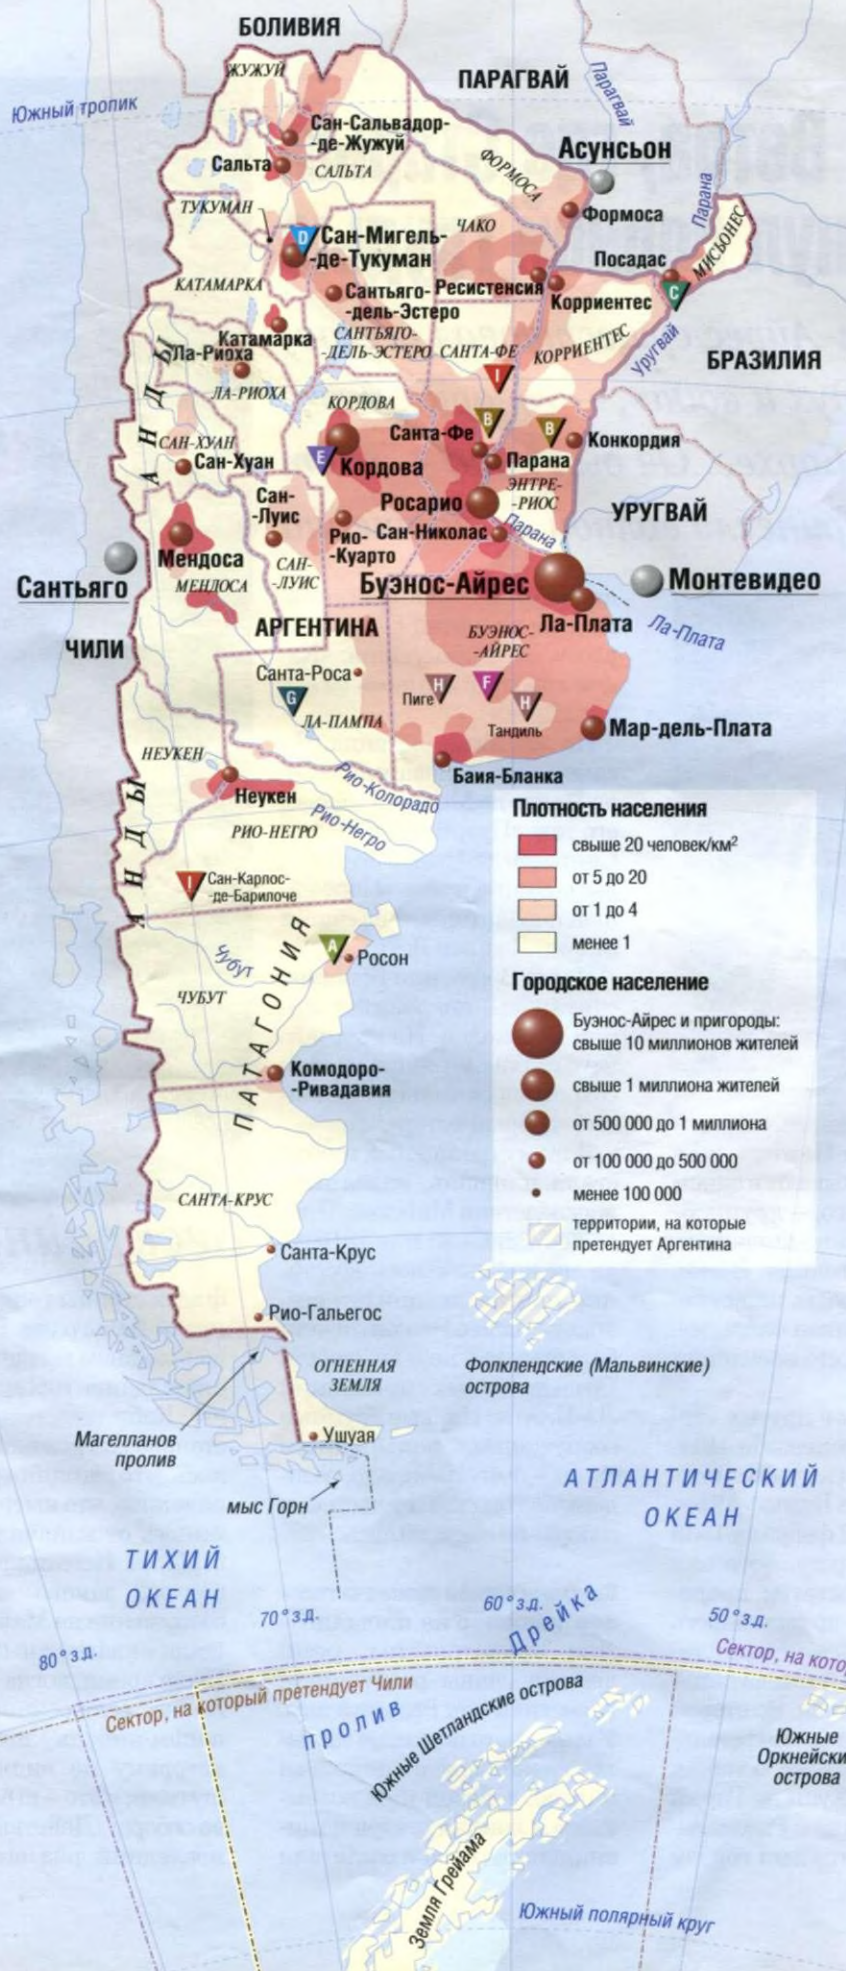 БОЛИВИЯ
ЖУЖУЙ
ПАРАГВАЙ
Парагвай
Южный тропик
Сан-Сальвадор-
-де-Жужуй
Асунсьон
Сальта
САЛЬТА
ФОРМОСА
Парана
ТУКУМАН
Формоса
МИСЬОНЕС
ЧАКО
D
Сан-Мигель-
-де-Тукуман
Посадас
КАТАМАРКА
Сантьяго-
-дель-Эстеро
Ресистенсия
Корриентес
C
Катамарка
САНТЬЯГО-
-ДЕЛЬ-ЭСТЕРО
САНТА-ФЕ
КОРРИЕНТЕС
Уругвай
Ла-Риоха
БРАЗИЛИЯ
I
ЛА-РИОХА
КОРДОВА
АНДЫ
B
B
САН-ХУАН
Сан-Хуан
Санта-Фе
Конкордия
E
Кордова
Парана
Сан-
-Луис
Росарио
ЭНТРЕ-
-РИОС
УРУГВАЙ
Парана
Рио-
-Куарто
Сан-Николас
Мендоса
МЕНДОСА
САН-
-ЛУИС
Сантьяго
Буэнос-Айрес
Монтевидео
АРГЕНТИНА
БУЭНОС-
-АЙРЕС
Ла-Плата
Ла-Плата
ЧИЛИ
Санта-Роса
G
ЛА-ПАМПА
H
Пиге
F
H
Тандиль
Мар-дель-Плата
НЕУКЕН
Баия-Бланка
Рио-Колорадо
Неукен
Рио-Негро
РИО-НЕГРО
АНДЫ
I
Сан-Карлос-
-де-Барилоче
Плотность населения
свыше 20 человек/км²
от 5 до 20
от 1 до 4
менее 1
Чубут
A
Росон
ЧУБУТ
ПАТАГОНИЯ
Городское население
Буэнос-Айрес и пригороды:
свыше 10 миллионов жителей
свыше 1 миллиона жителей
от 500 000 до 1 миллиона
от 100 000 до 500 000
менее 100 000
территории, на которые
претендует Аргентина
Комодоро-
-Ривадавия
САНТА-КРУС
Санта-Крус
Рио-Гальегос
ОГНЕННАЯ
ЗЕМЛЯ
Фолклендские (Мальвинские)
острова
Магелланов
пролив
Ушуая
мыс Горн
АТЛАНТИЧЕСКИЙ
ОКЕАН
ТИХИЙ
ОКЕАН
80°з.д.
70°з.д.
60°з.д.
50°з.д.
пролив Дрейка
Сектор, на кото
Сектор, на который претендует Чили
Южные Шетландские острова
Южные
Оркнейски
острова
Земля Грейама
Южный полярный круг